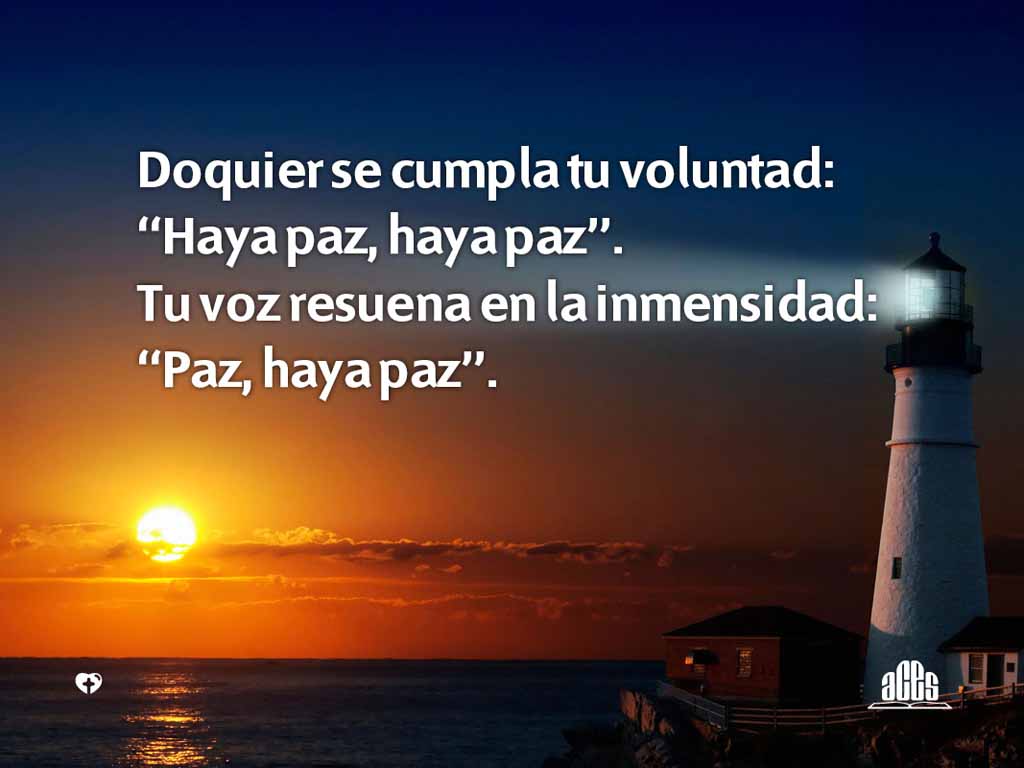 Doquier se cumpla tu voluntad:
“Haya paz, haya paz”.
Tu voz resuena en la inmensidad:
“Paz, haya paz”.
aces